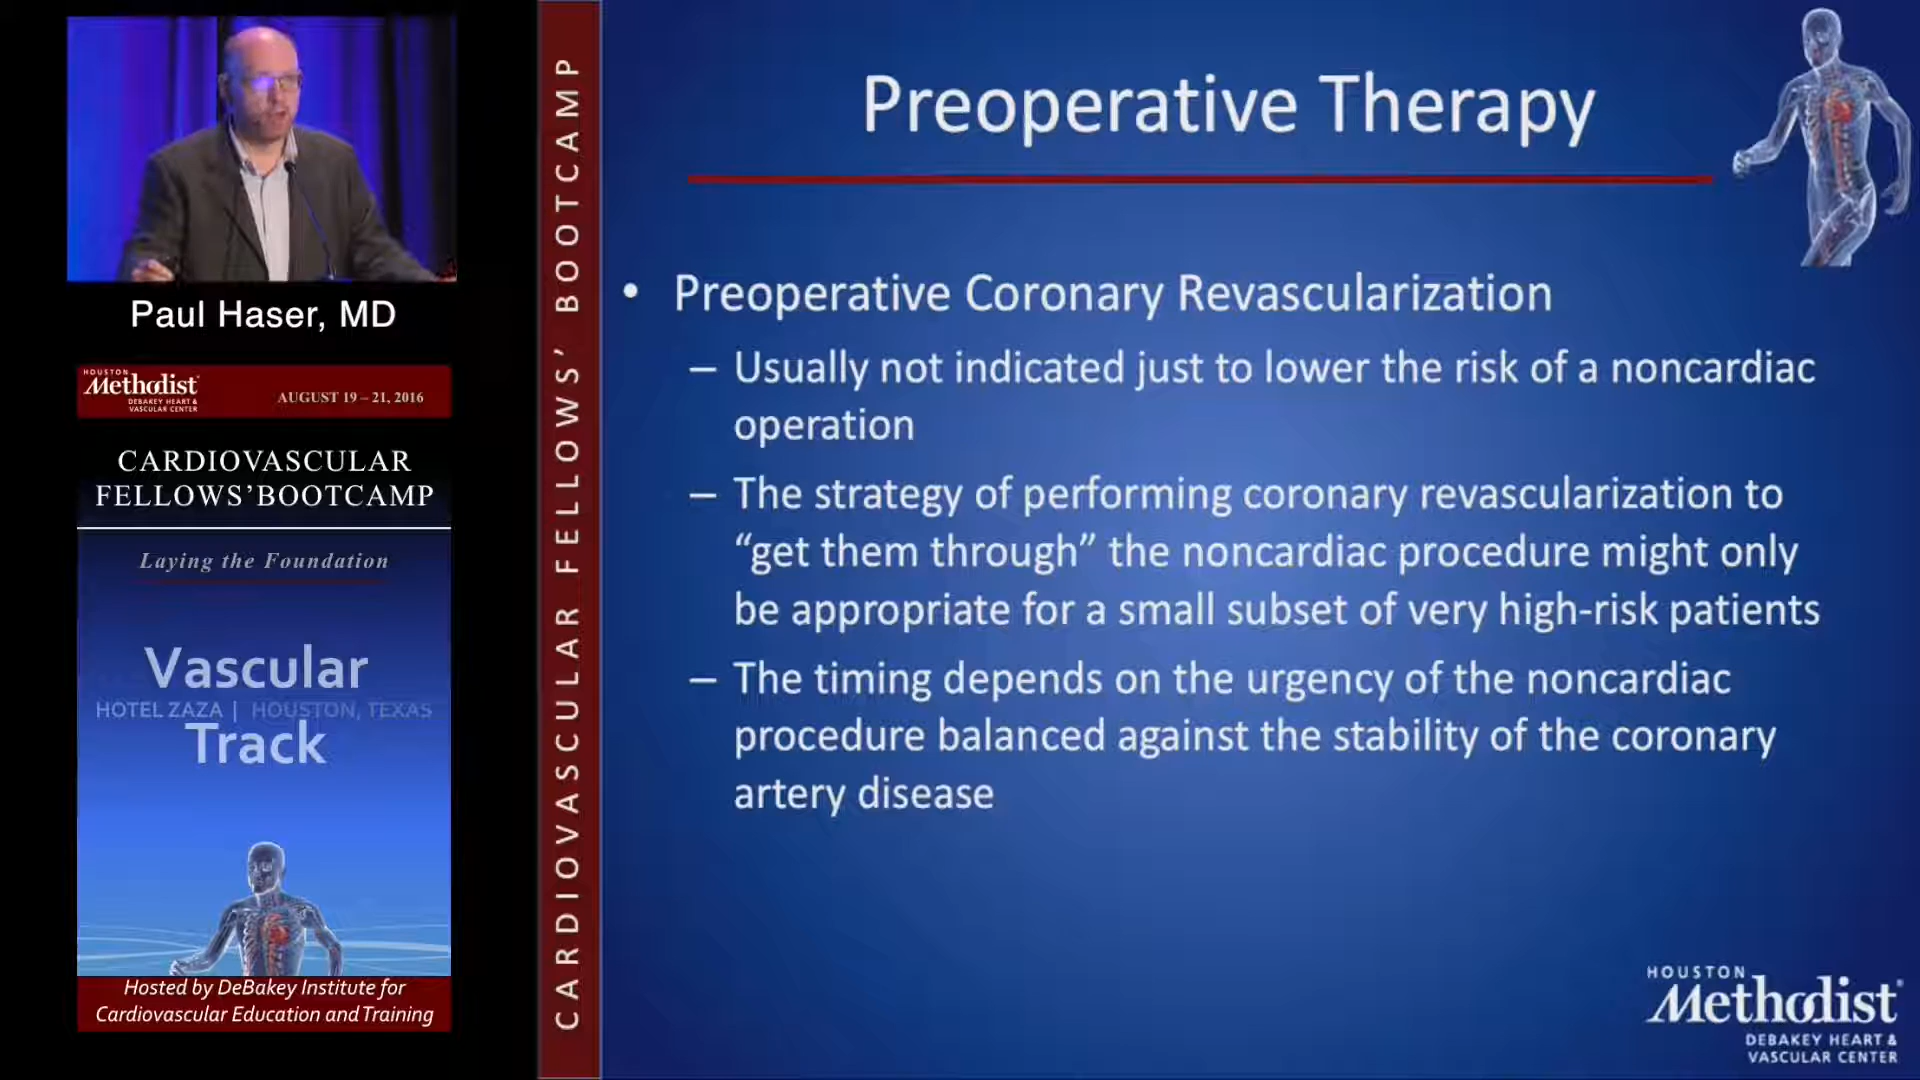 Paul Haser, MD
HOUSTON
Methodist
DEBAKEY HEART &
VASCULAR CENTER
AUGUST 19 – 21, 2016
CARDIOVASCULAR
FELLOWS’BOOTCAMP
Laying the Foundation
Vascular
HOTEL ZAZA | HOUSTON, TEXAS
Track
Hosted by DeBakey Institute for
Cardiovascular Education and Training
CARDIOVASCULAR FELLOWS’ BOOTCAMP
Preoperative Therapy
• Preoperative Coronary Revascularization
– Usually not indicated just to lower the risk of a noncardiac
operation
– The strategy of performing coronary revascularization to
“get them through” the noncardiac procedure might only
be appropriate for a small subset of very high-risk patients
– The timing depends on the urgency of the noncardiac
procedure balanced against the stability of the coronary
artery disease
HOUSTON
Methodist
DEBAKEY HEART &
VASCULAR CENTER